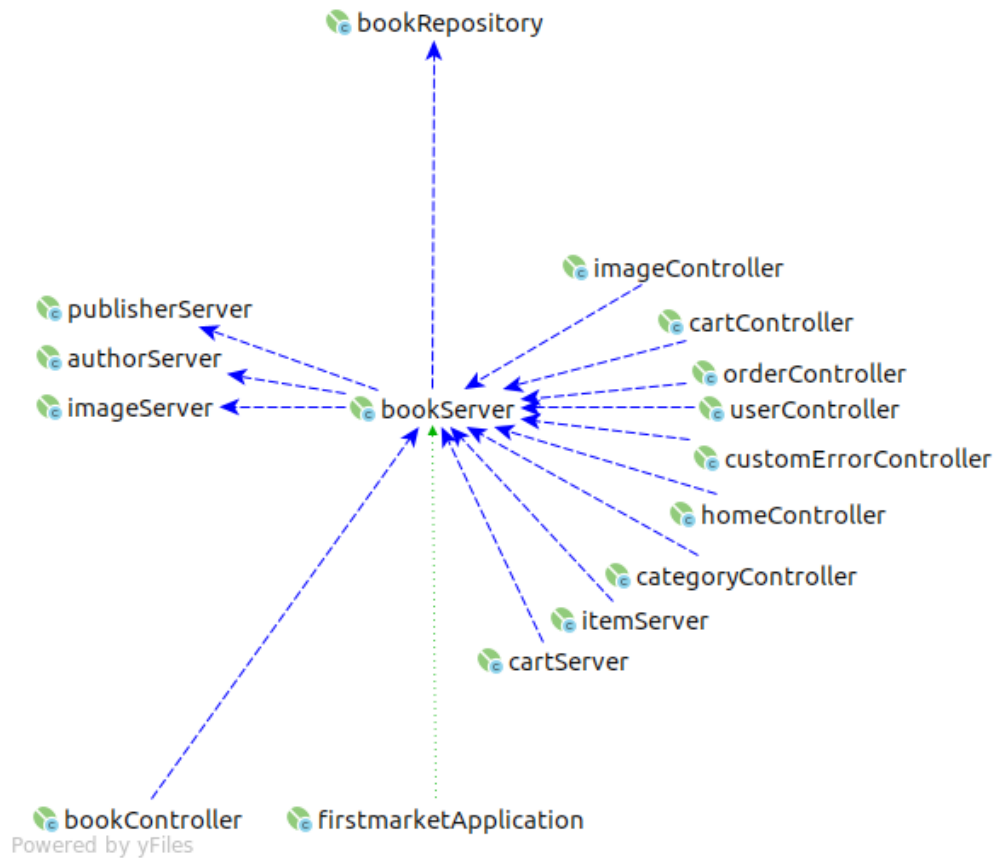 bookRepository
imageController
publisherServer
cartController
authorServer
orderController
imageServer
bookServer
userController
customErrorController
homeController
categoryController
itemServer
cartServer
bookController
firstmarketApplication
Powered by yFiles